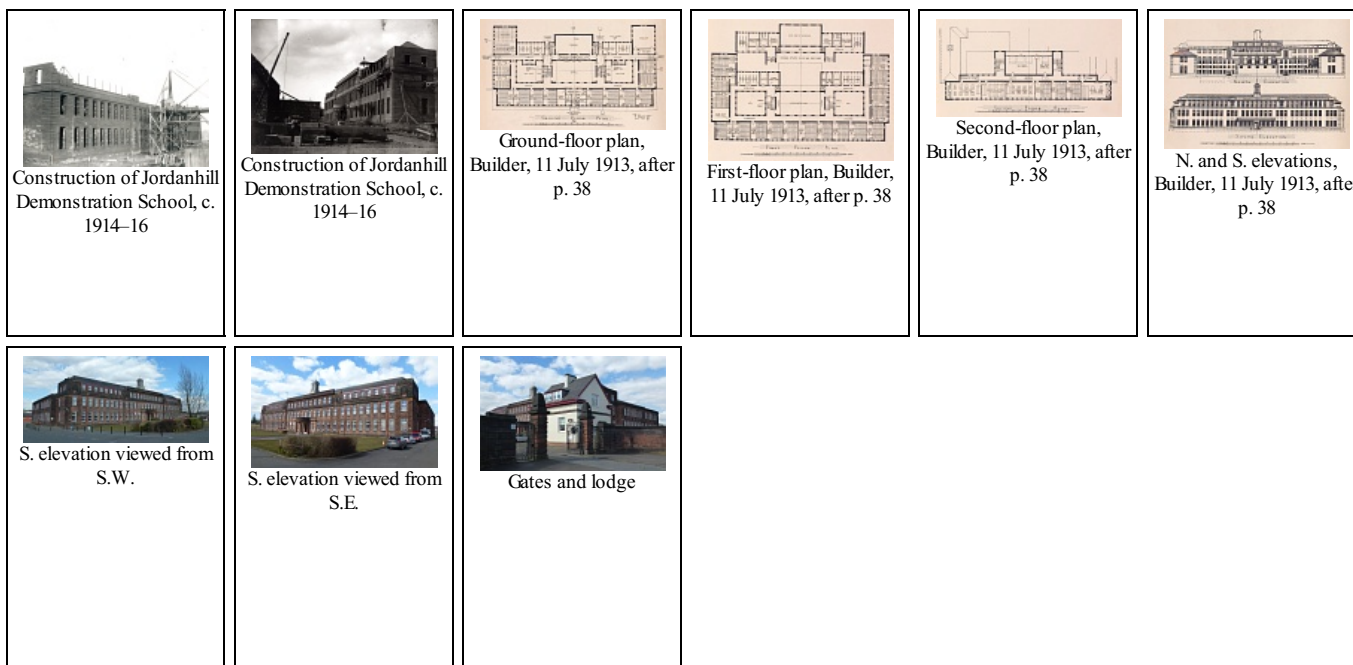 Construction of Jordanhill
Demonstration School, c.
1914–16
Construction of Jordanhill
Demonstration School, c.
1914–16
Ground-floor plan,
Builder, 11 July 1913, after
p. 38
First-floor plan, Builder,
11 July 1913, after p. 38
Second-floor plan,
Builder, 11 July 1913, after
p. 38
N. and S. elevations,
Builder, 11 July 1913, afte
p. 38
S. elevation viewed from
S.W.
S. elevation viewed from
S.E.
Gates and lodge